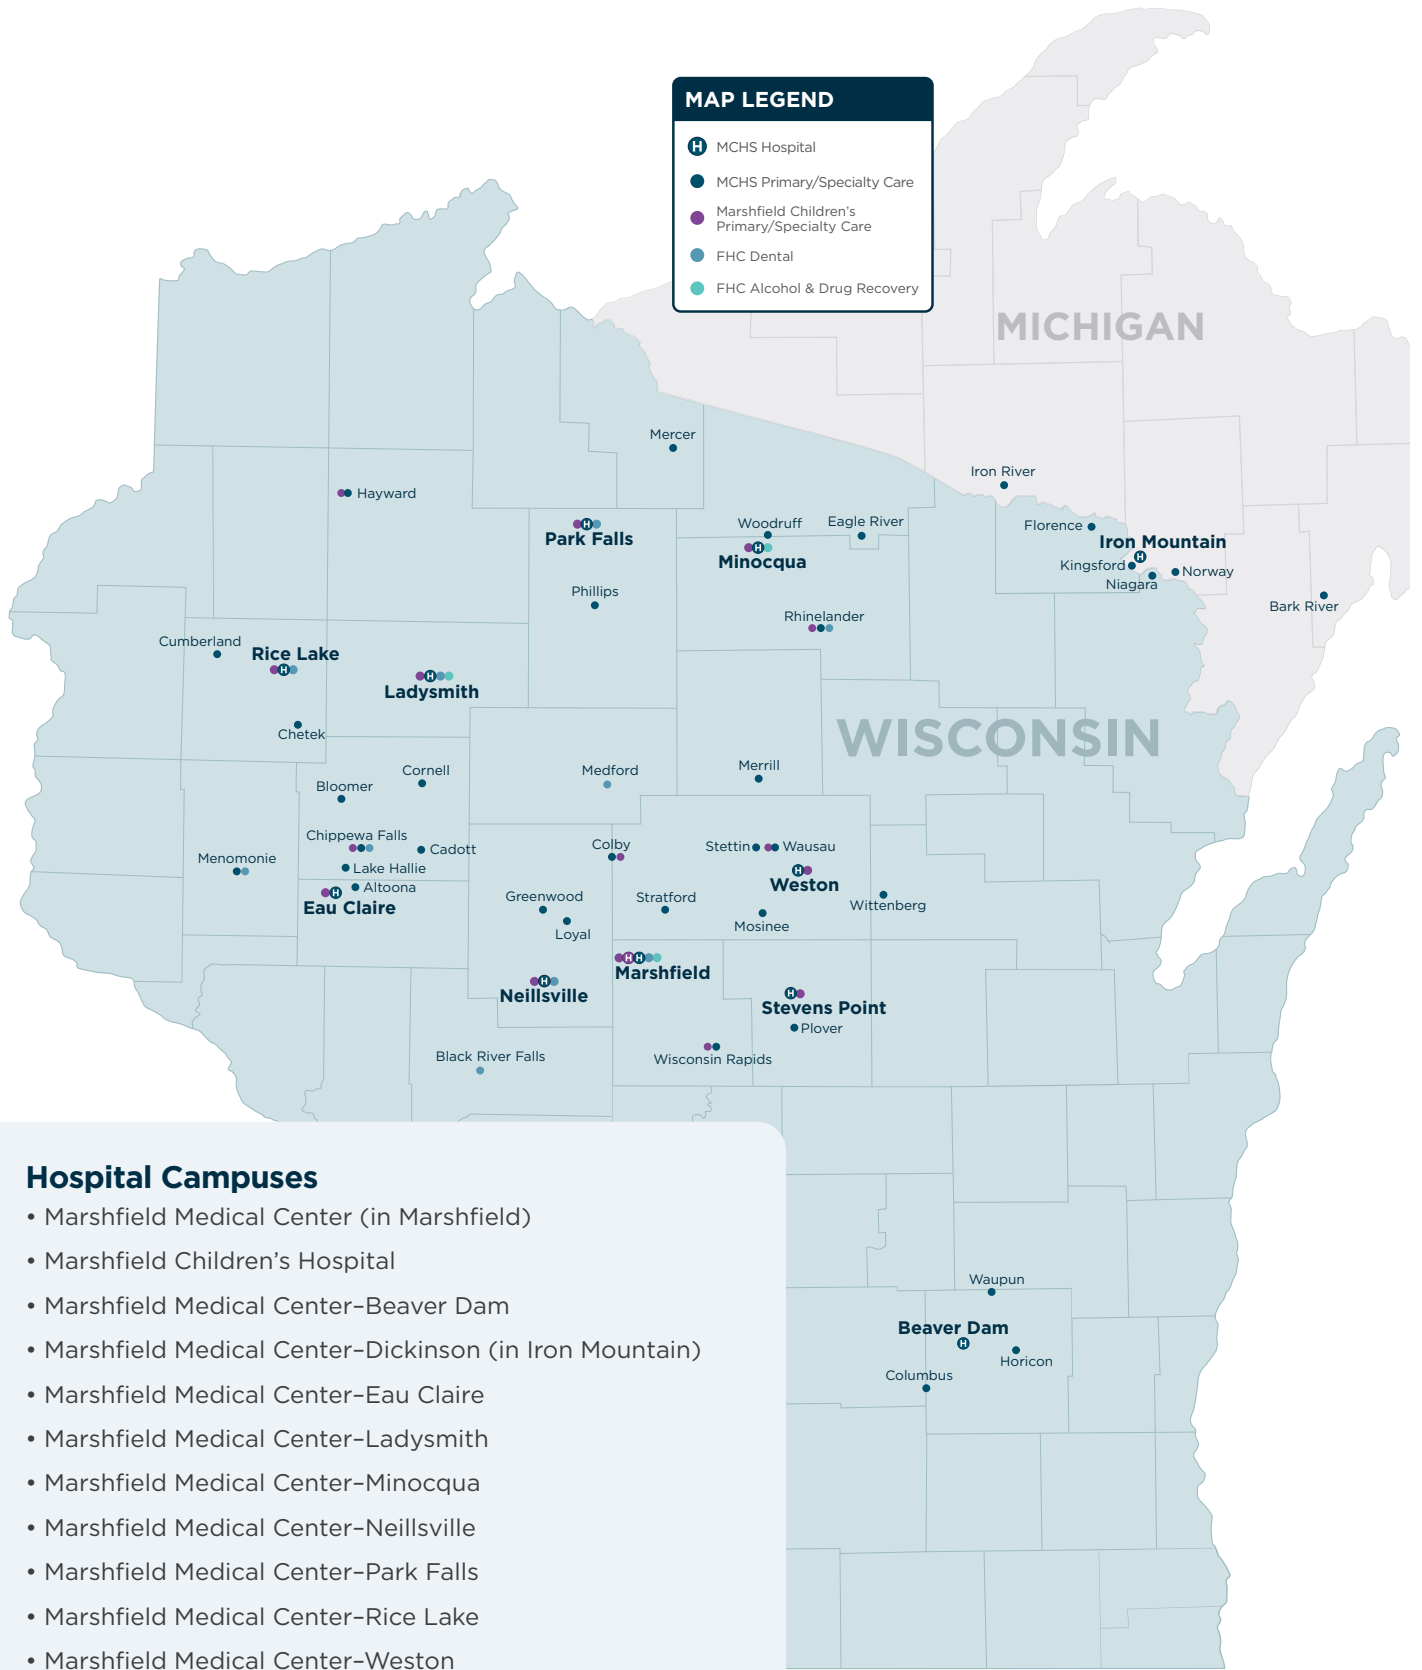 MAP LEGEND
H MCHS Hospital
MCHS Primary/Specialty Care
Marshfield Children's
Primary/Specialty Care
FHC Dental
FHC Alcohol & Drug Recovery
MICHIGAN
Mercer
Iron River
Hayward
Woodruff
Eagle River
Florence
H
Park Falls
H
Minocqua
Iron Mountain
H
Kingsford
Norway
Niagara
Phillips
Bark River
Rhinelander
Cumberland
Rice Lake
H
H
Ladysmith
WISCONSIN
Chetek
Cornell
Medford
Merrill
Bloomer
Chippewa Falls
Cadott
Colby
Stettin
Wausau
Menomonie
Lake Hallie
H
Weston
Altoona
H
Eau Claire
Greenwood
Stratford
Wittenberg
Loyal
Mosinee
H H
Marshfield
H
Neillsville
H
Stevens Point
Plover
Black River Falls
Wisconsin Rapids
Waupun
Beaver Dam
H
Horicon
Columbus
Hospital Campuses
• Marshfield Medical Center (in Marshfield)
• Marshfield Children's Hospital
• Marshfield Medical Center–Beaver Dam
• Marshfield Medical Center–Dickinson (in Iron Mountain)
• Marshfield Medical Center–Eau Claire
• Marshfield Medical Center–Ladysmith
• Marshfield Medical Center–Minocqua
• Marshfield Medical Center–Neillsville
• Marshfield Medical Center–Park Falls
• Marshfield Medical Center–Rice Lake
• Marshfield Medical Center–Weston